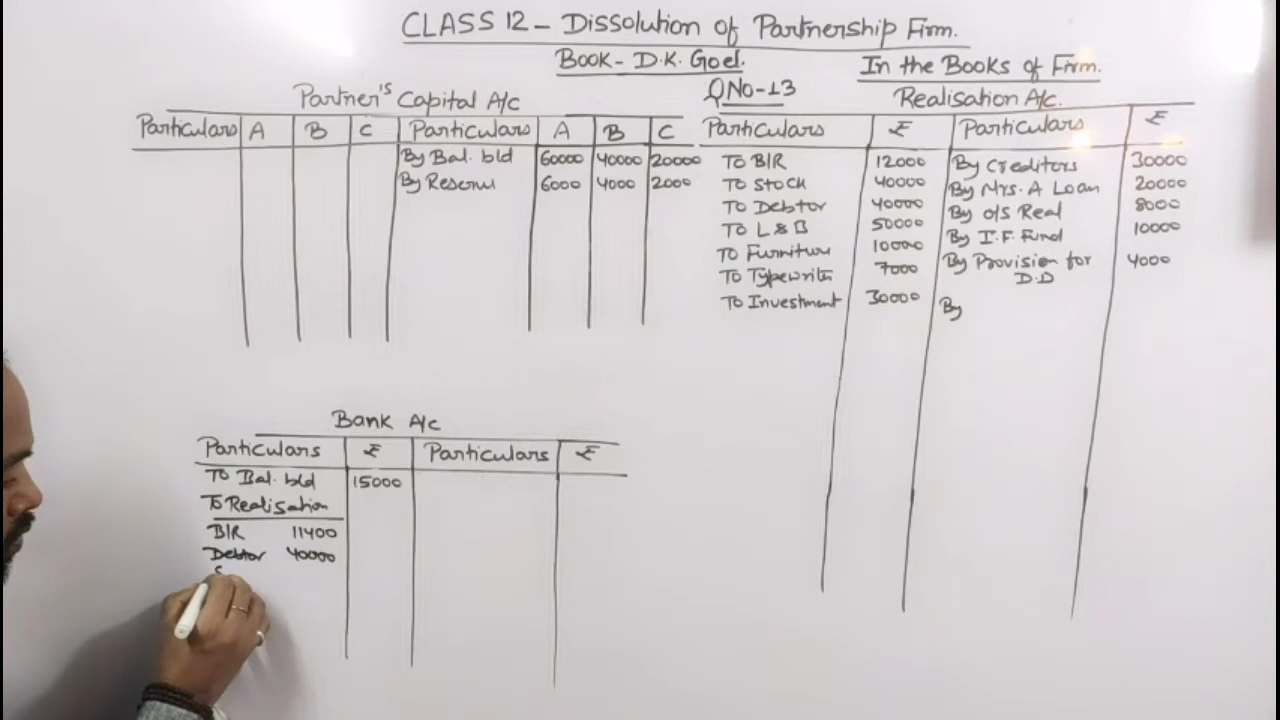 CLASS 12 - Dissolution of Partnership Firm.
Book - D.K. Goel.
In the Books of Firm.
Partner's Capital A/c
Particulars A B C Particulars A B C
By Bal. bld 60000 40000 20000
By Reserve 6000 4000 2000
QNo-13
Realisation A/c.
Particulars ₹ Particulars ₹
To B/R 12000 By Creditors 30000
To Stock 40000 By Mrs. A Loan 20000
To Debtor 40000 By O/S Real 8000
To L & B 50000 By I.F. Fund 10000
To Furniture 10000 By Provision for 4000
D.D
To Typewriter 7000
To Investment 30000 By
Bank A/c
Particulars ₹ Particulars ₹
To Bal. bld 15000
To Realisation
B/R 11400
Debtor 40000
S